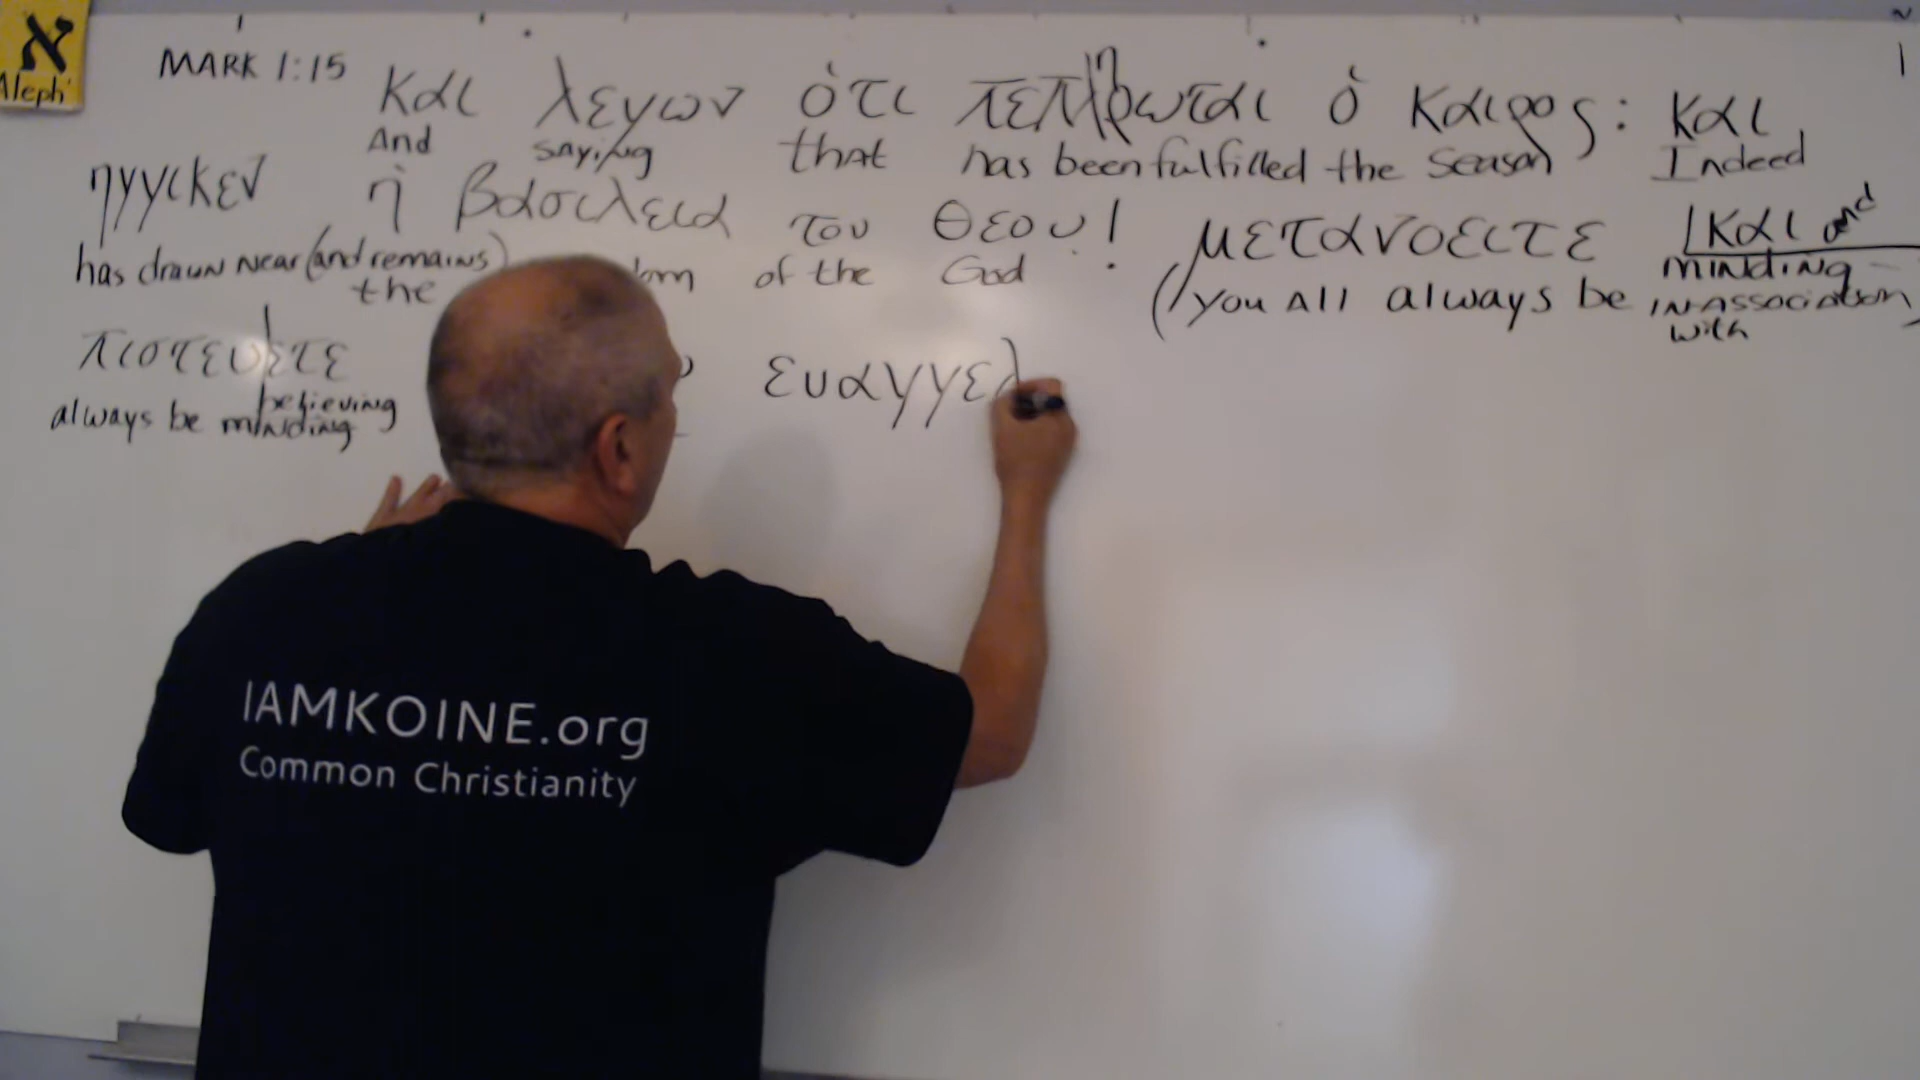 א
Aleph
MARK 1:15
και λεγων ὁτι πεπληρωται ὁ καιρος: και
And saying that has been fulfilled the Season Indeed
ηγγικεν ἡ βασιλεια του θεου! μετανοειτε και and
has drawn near (and remains) of the God (you all always be minding
the in association
with
πιστευετε ευαγγελ
believing
always be minding
IAMKOINE.org
Common Christianity